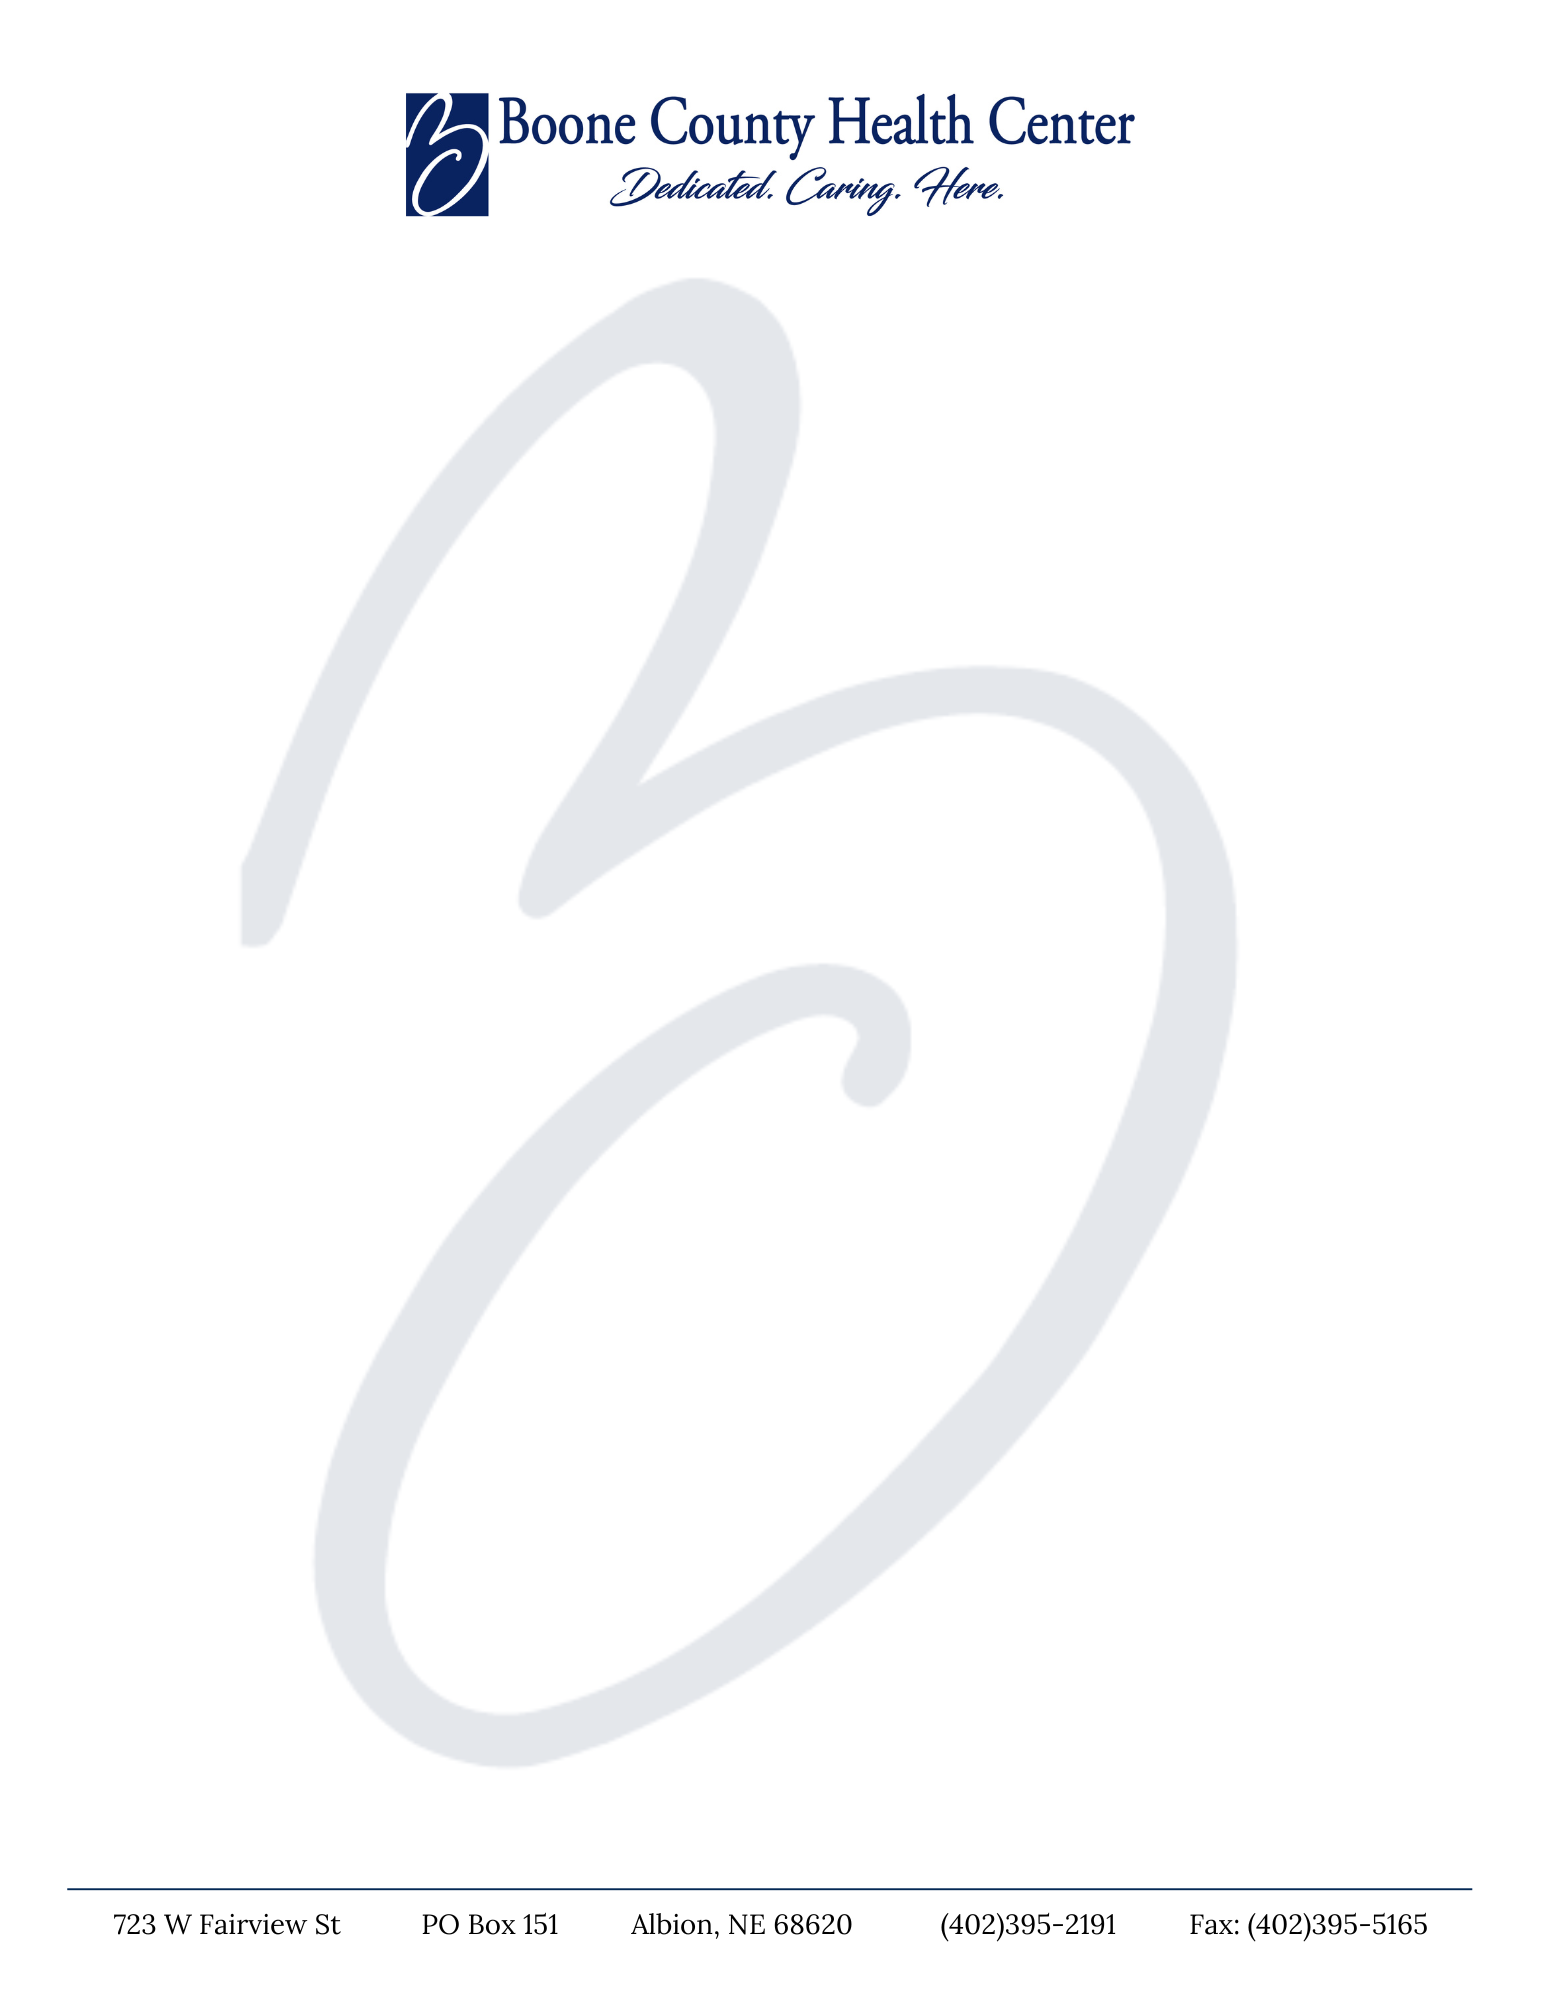 Boone County Health Center
Dedicated. Caring. Here.
723 W Fairview St PO Box 151 Albion, NE 68620 (402)395-2191 Fax: (402)395-5165